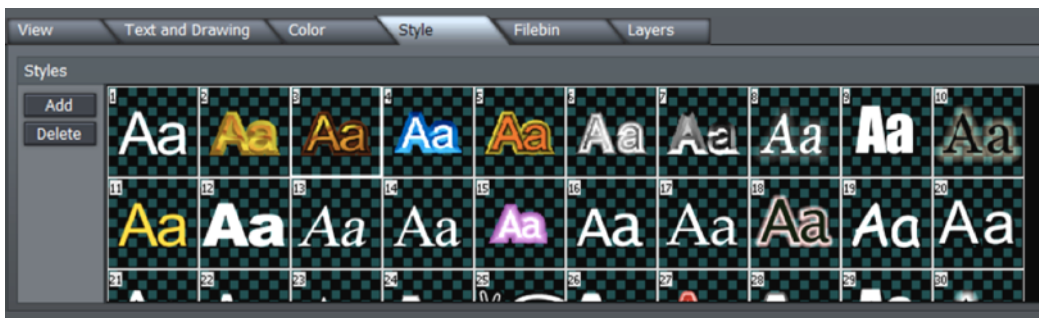 View Text and Drawing Color Style Filebin Layers
Styles
Add
Delete
1 2 3 4 5 6 7 8 9 10
Aa Aa Aa Aa Aa Aa Aa Aa Aa Aa
11 12 13 14 15 16 17 18 19 20
Aa Aa Aa Aa Aa Aa Aa Aa Aa Aa
21 22 23 24 25 26 27 28 29 30